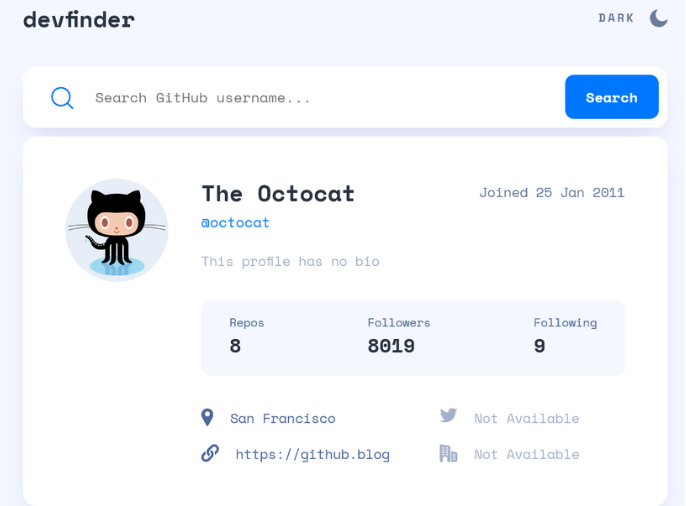 devfinder
DARK
Search GitHub username...
Search
The Octocat
Joined 25 Jan 2011
@octocat
This profile has no bio
Repos
Followers
Following
8
8019
9
San Francisco
Not Available
https://github.blog
Not Available